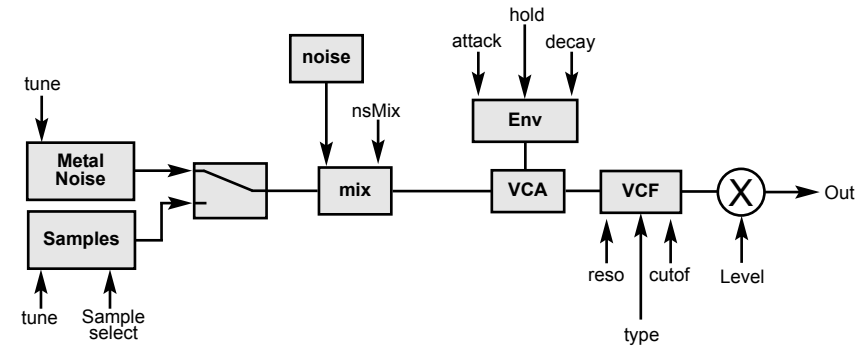 hold
attack
decay
noise
tune
nsMix
Env
Metal
Noise
mix
VCA
VCF
X
Out
Samples
reso
cutof
Level
tune
Sample
select
type